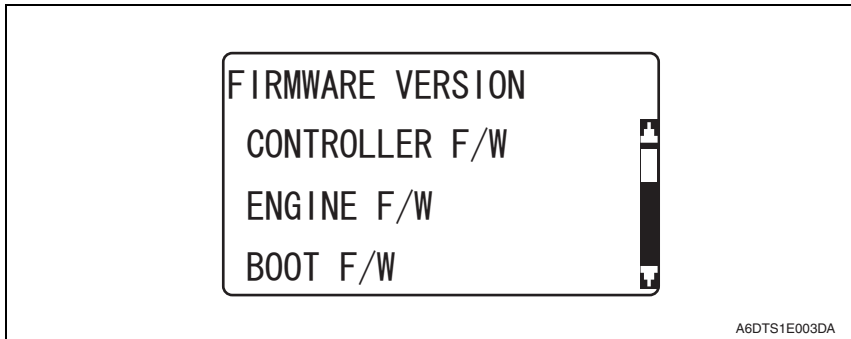 FIRMWARE VERSION
CONTROLLER F/W
ENGINE F/W
BOOT F/W
A6DTS1E003DA